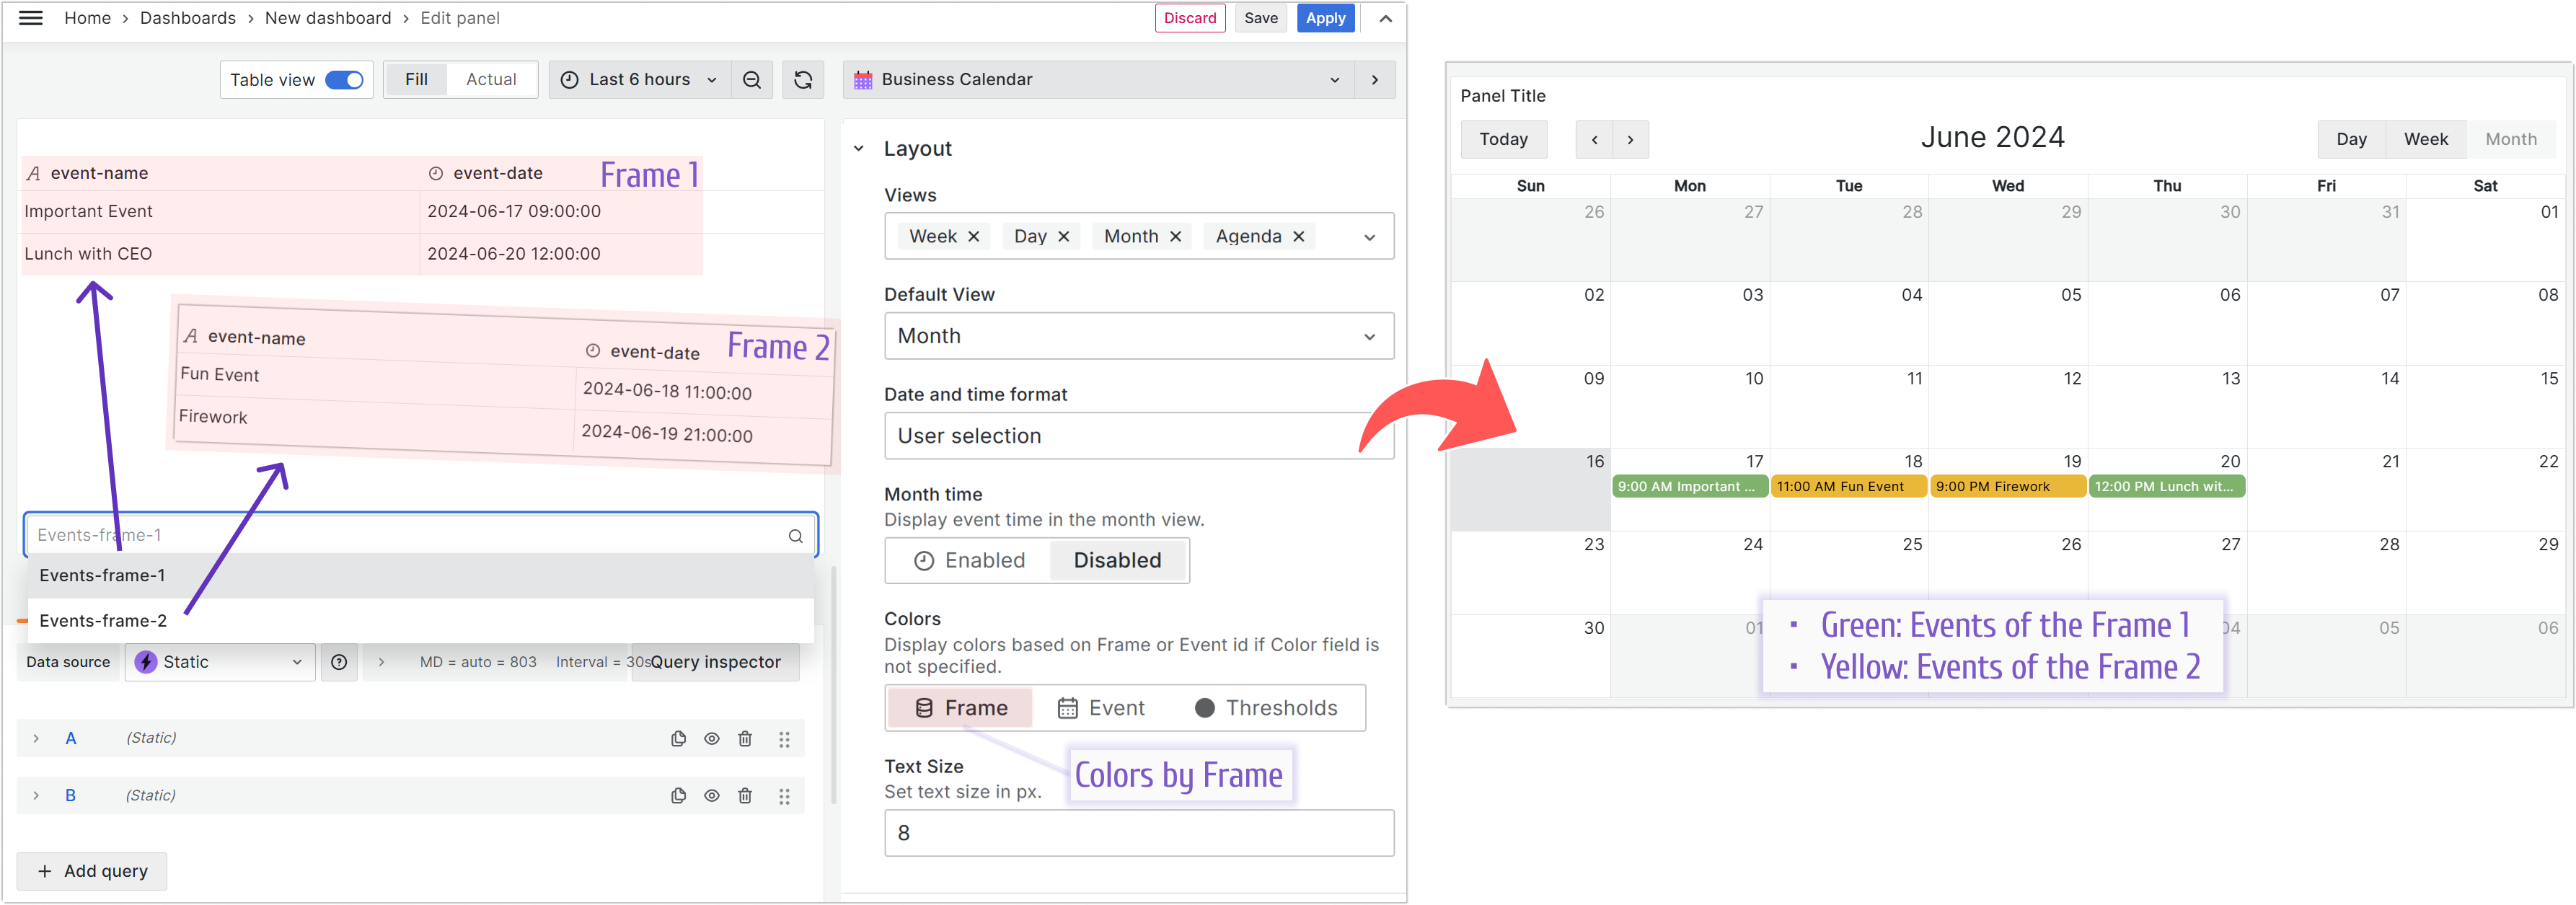 Home › Dashboards › New dashboard › Edit panel
Discard Save Apply
Table view Fill Actual Last 6 hours
Business Calendar
event-name event-date Frame 1
Important Event 2024-06-17 09:00:00
Lunch with CEO 2024-06-20 12:00:00
event-name event-date Frame 2
Fun Event 2024-06-18 11:00:00
Firework 2024-06-19 21:00:00
Events-frame-1
Events-frame-1
Events-frame-2
Data source Static MD = auto = 803 Interval = 30s Query inspector
A (Static)
B (Static)
+ Add query
Layout
Views
Week × Day × Month × Agenda ×
Default View
Month
Date and time format
User selection
Month time
Display event time in the month view.
Enabled Disabled
Colors
Display colors based on Frame or Event id if Color field is
not specified.
Frame Event Thresholds
Colors by Frame
Text Size
Set text size in px.
8
Panel Title
Today ‹ › June 2024 Day Week Month
Sun Mon Tue Wed Thu Fri Sat
26 27 28 29 30 31 01
02 03 04 05 06 07 08
09 10 11 12 13 14 15
16 17 18 19 20 21 22
9:00 AM Important ... 11:00 AM Fun Event 9:00 PM Firework 12:00 PM Lunch wit...
23 24 25 26 27 28 29
30 01 04 05 06
· Green: Events of the Frame 1
· Yellow: Events of the Frame 2